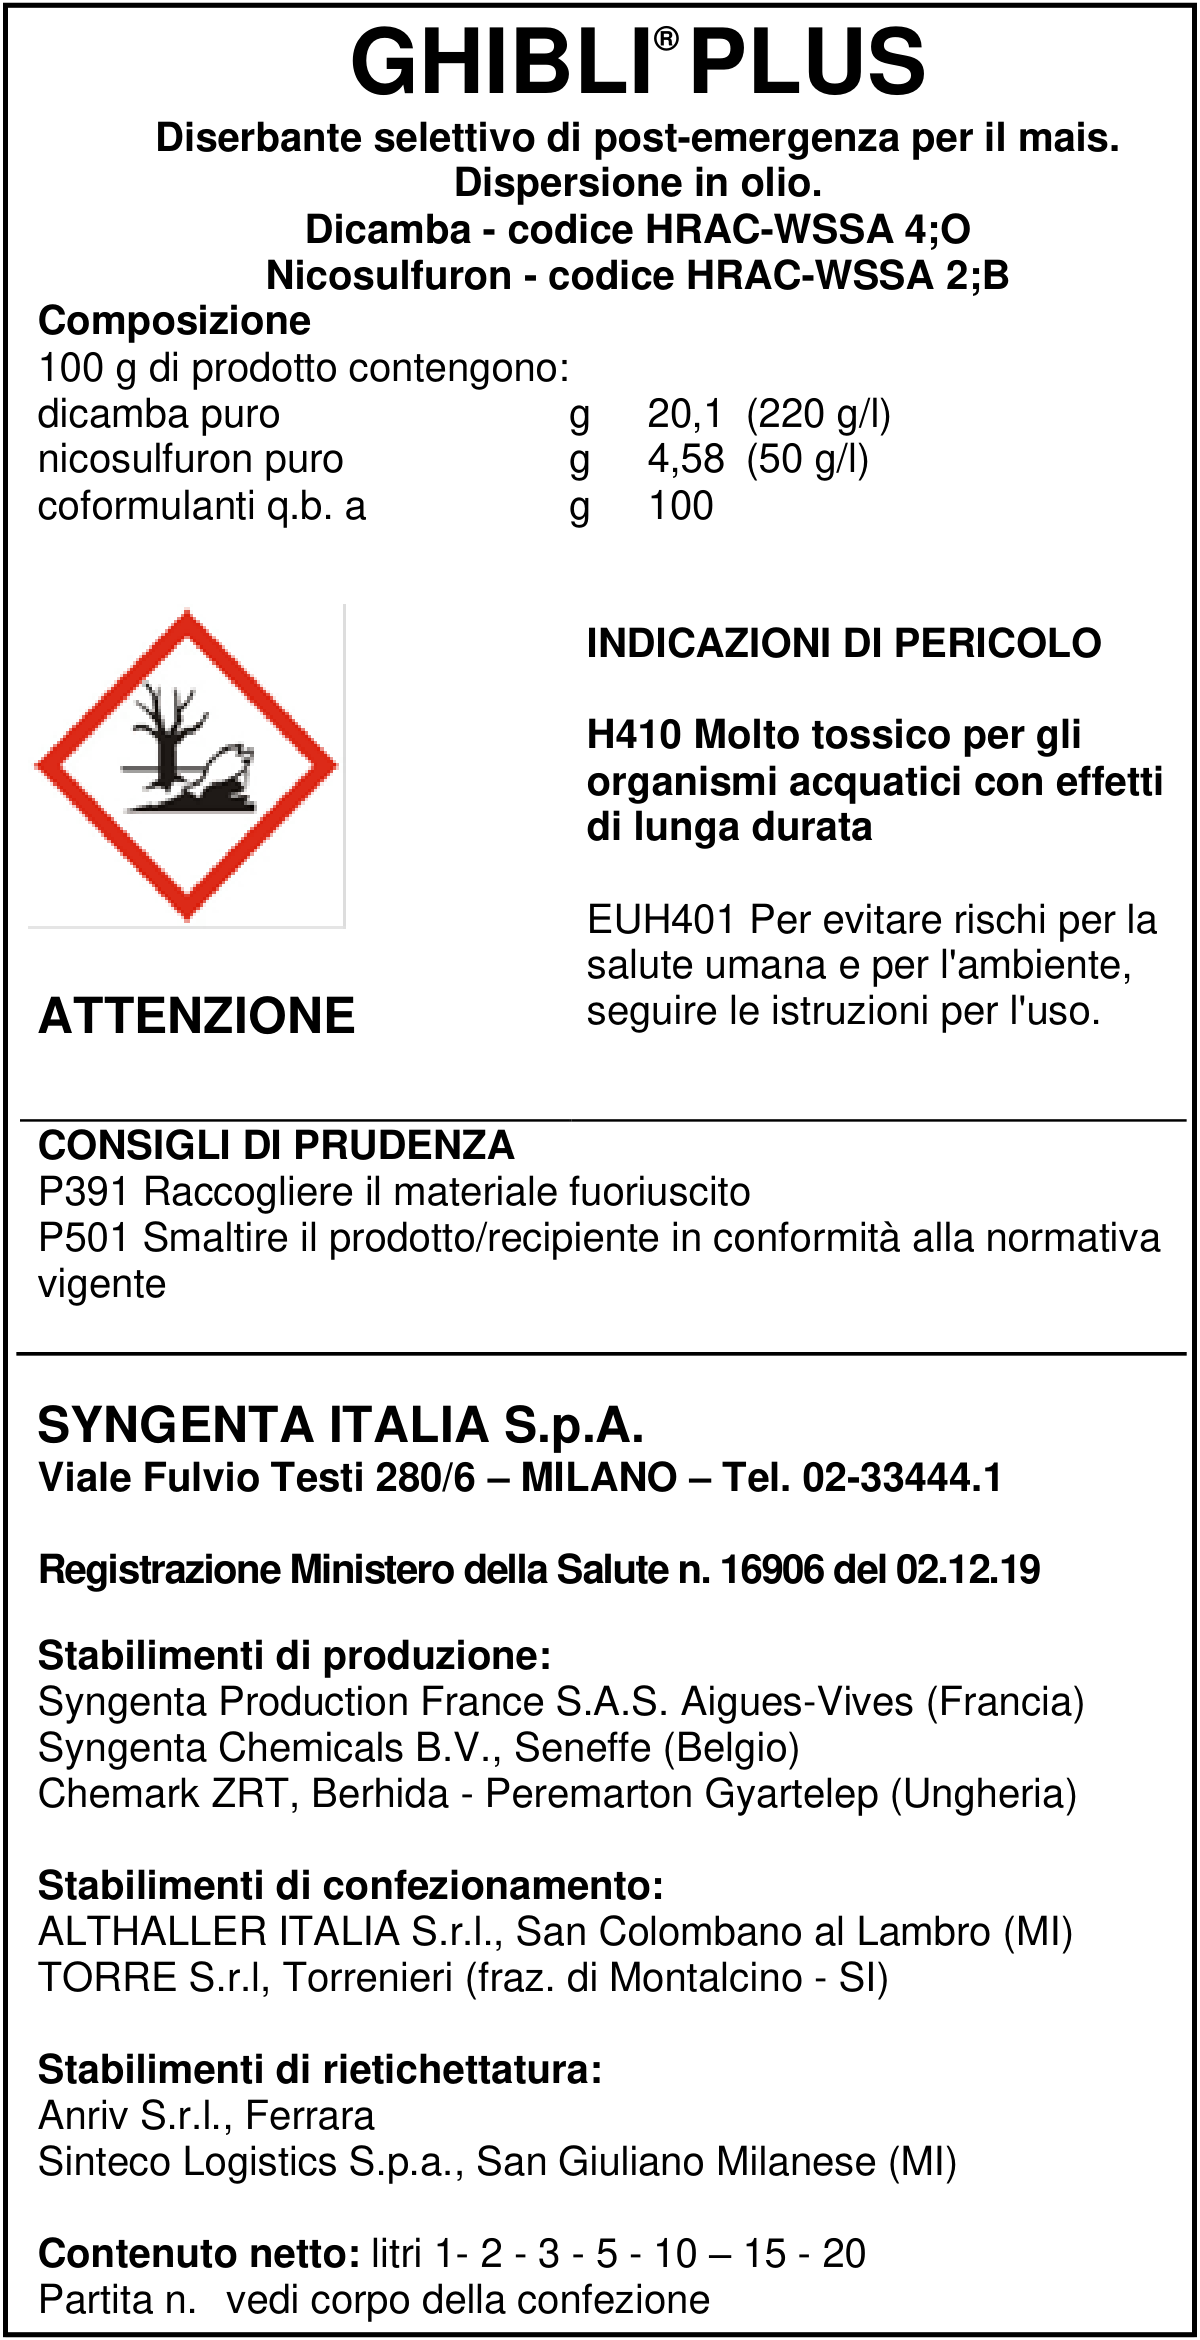 GHIBLI® PLUS
Diserbante selettivo di post-emergenza per il mais.
Dispersione in olio.
Dicamba - codice HRAC-WSSA 4;O
Nicosulfuron - codice HRAC-WSSA 2;B
Composizione
100 g di prodotto contengono:
dicamba puro g 20,1 (220 g/l)
nicosulfuron puro g 4,58 (50 g/l)
coformulanti q.b. a g 100
INDICAZIONI DI PERICOLO
H410 Molto tossico per gli
organismi acquatici con effetti
di lunga durata
EUH401 Per evitare rischi per la
salute umana e per l'ambiente,
seguire le istruzioni per l'uso.
ATTENZIONE
CONSIGLI DI PRUDENZA
P391 Raccogliere il materiale fuoriuscito
P501 Smaltire il prodotto/recipiente in conformità alla normativa
vigente
SYNGENTA ITALIA S.p.A.
Viale Fulvio Testi 280/6 – MILANO – Tel. 02-33444.1
Registrazione Ministero della Salute n. 16906 del 02.12.19
Stabilimenti di produzione:
Syngenta Production France S.A.S. Aigues-Vives (Francia)
Syngenta Chemicals B.V., Seneffe (Belgio)
Chemark ZRT, Berhida - Peremarton Gyartelep (Ungheria)
Stabilimenti di confezionamento:
ALTHALLER ITALIA S.r.l., San Colombano al Lambro (MI)
TORRE S.r.l, Torrenieri (fraz. di Montalcino - SI)
Stabilimenti di rietichettatura:
Anriv S.r.l., Ferrara
Sinteco Logistics S.p.a., San Giuliano Milanese (MI)
Contenuto netto: litri 1- 2 - 3 - 5 - 10 – 15 - 20
Partita n. vedi corpo della confezione